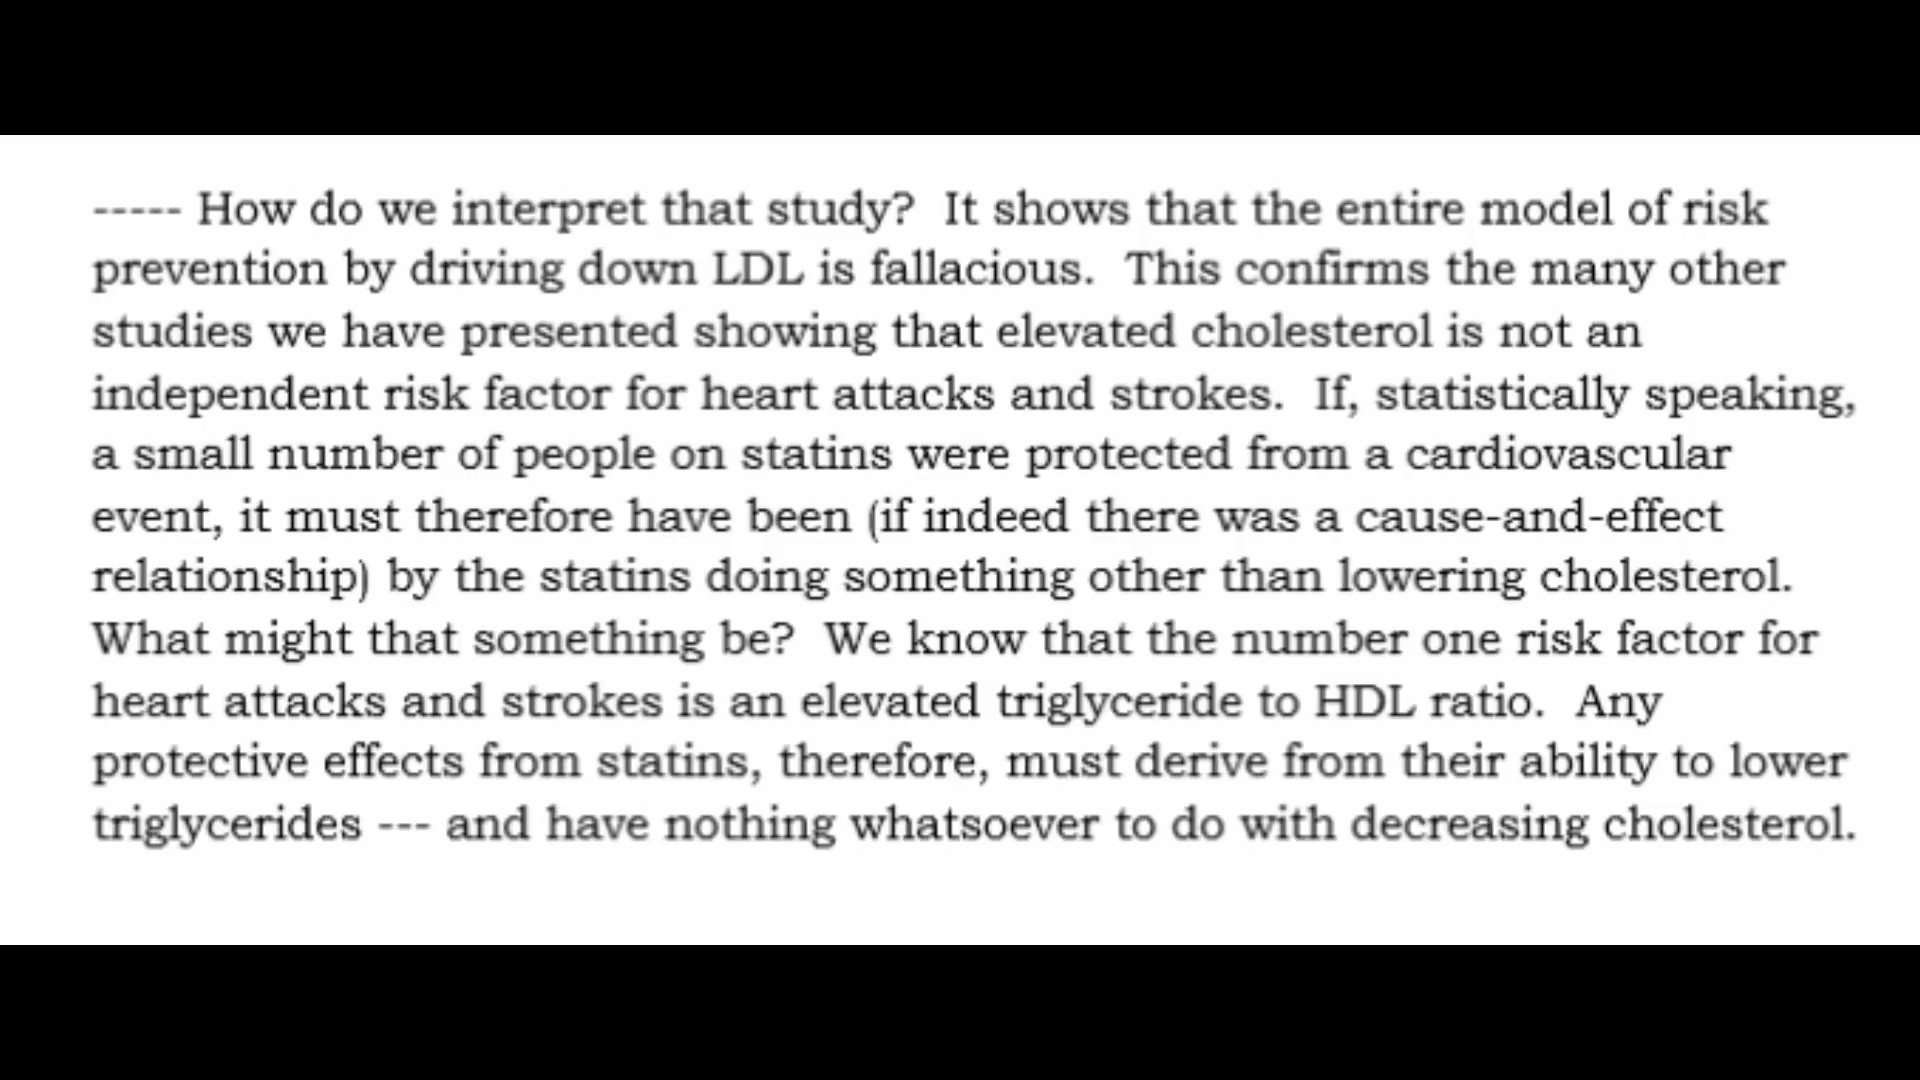 ----- How do we interpret that study?  It shows that the entire model of risk
prevention by driving down LDL is fallacious.  This confirms the many other
studies we have presented showing that elevated cholesterol is not an
independent risk factor for heart attacks and strokes.  If, statistically speaking,
a small number of people on statins were protected from a cardiovascular
event, it must therefore have been (if indeed there was a cause-and-effect
relationship) by the statins doing something other than lowering cholesterol.
What might that something be?  We know that the number one risk factor for
heart attacks and strokes is an elevated triglyceride to HDL ratio.  Any
protective effects from statins, therefore, must derive from their ability to lower
triglycerides --- and have nothing whatsoever to do with decreasing cholesterol.